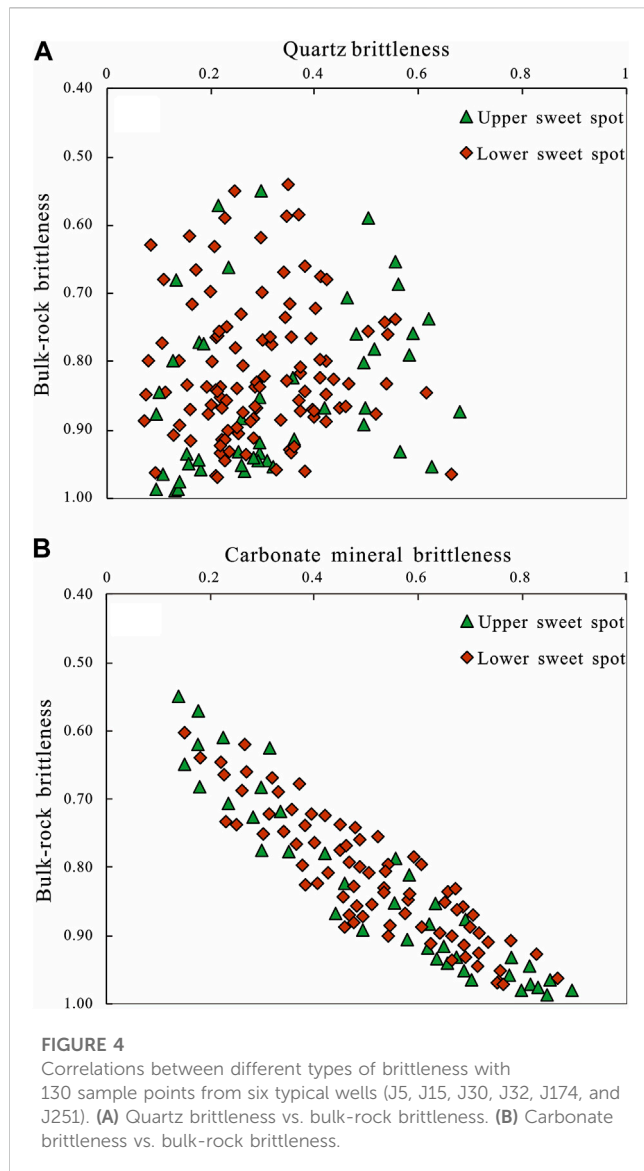 A
Quartz brittleness
0 0.2 0.4 0.6 0.8 1
0.40
0.50
0.60
0.70
0.80
0.90
1.00
Bulk-rock brittleness
Upper sweet spot
Lower sweet spot
B
Carbonate mineral brittleness
0 0.2 0.4 0.6 0.8 1
0.40
0.50
0.60
0.70
0.80
0.90
1.00
Bulk-rock brittleness
Upper sweet spot
Lower sweet spot
FIGURE 4
Correlations between different types of brittleness with
130 sample points from six typical wells (J5, J15, J30, J32, J174, and
J251). (A) Quartz brittleness vs. bulk-rock brittleness. (B) Carbonate
brittleness vs. bulk-rock brittleness.